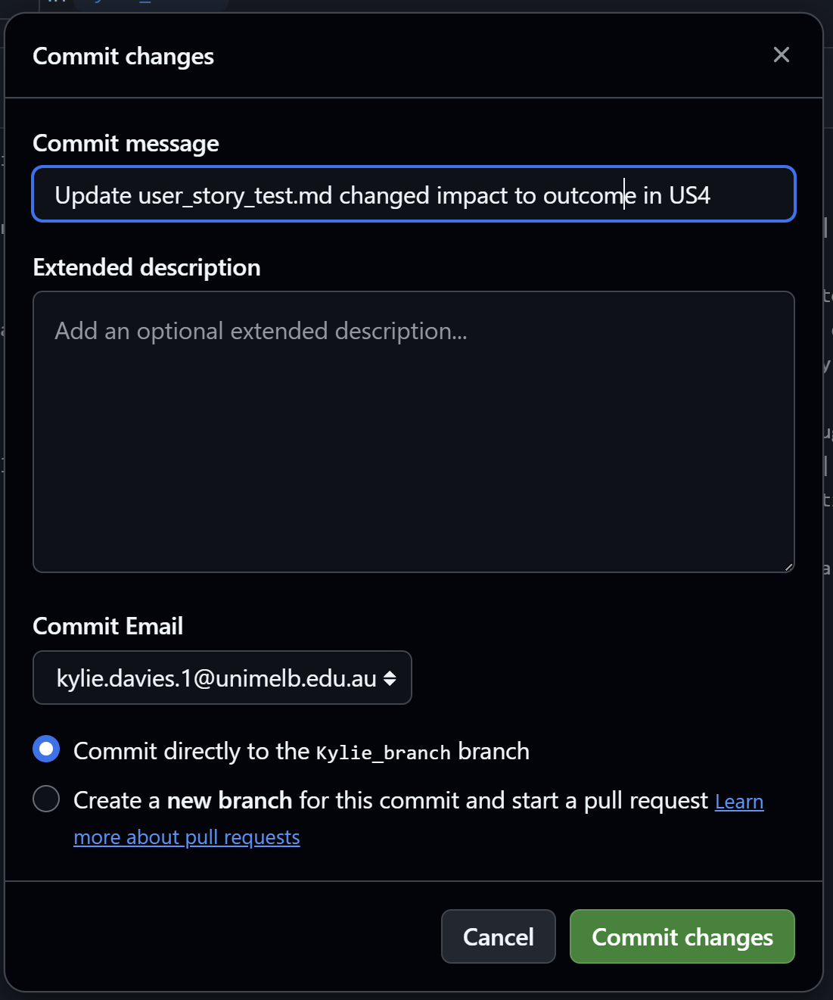 Commit changes
Commit message
Update user_story_test.md changed impact to outcome in US4
Extended description
Add an optional extended description...
Commit Email
kylie.davies.1@unimelb.edu.au
Commit directly to the Kylie_branch branch
Create a new branch for this commit and start a pull request Learn
more about pull requests
Cancel
Commit changes